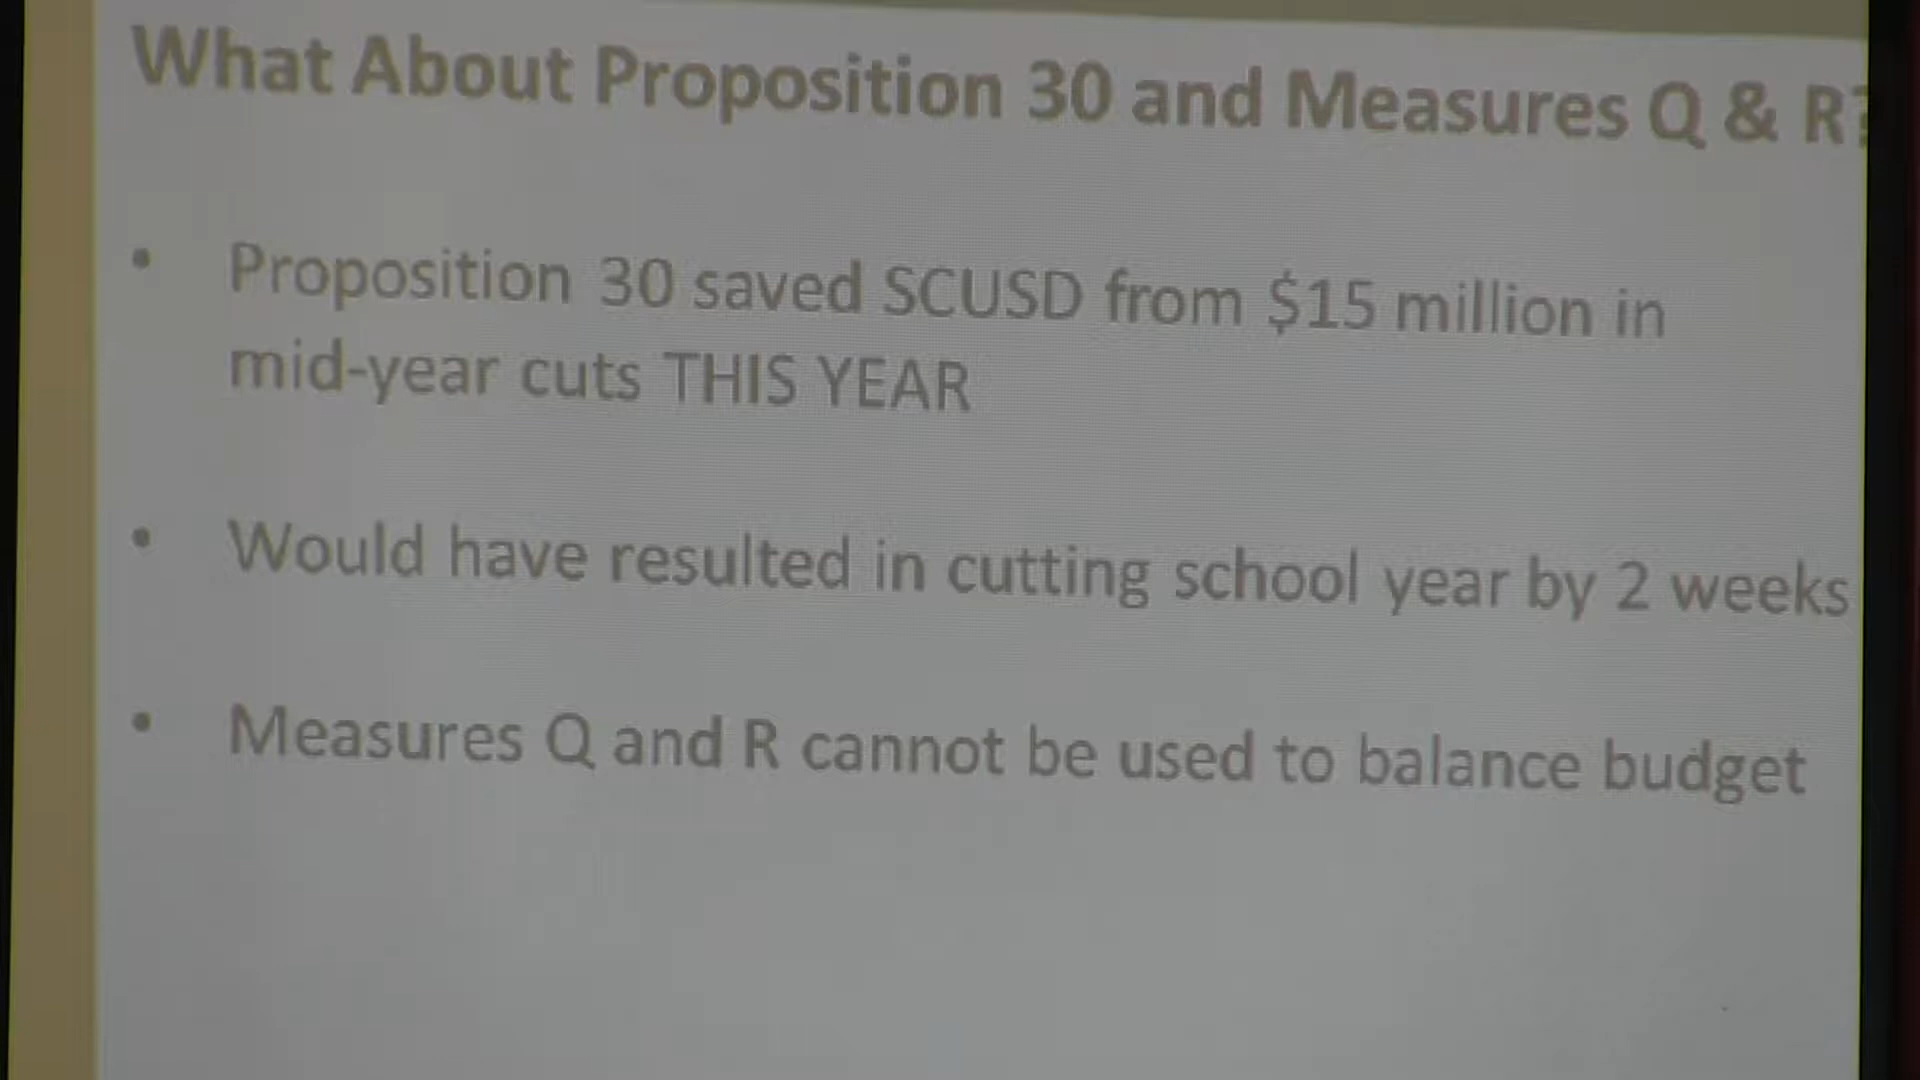 What About Proposition 30 and Measures Q & R?
• Proposition 30 saved SCUSD from $15 million in
mid-year cuts THIS YEAR
• Would have resulted in cutting school year by 2 weeks
• Measures Q and R cannot be used to balance budget